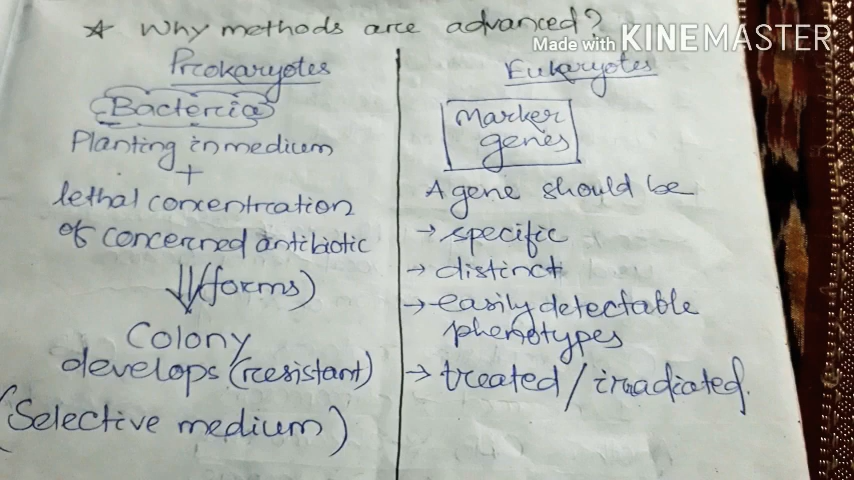 * Why methods are advanced?
Made with KINEMASTER
Prokaryotes
Bacteria
Planting in medium
+
lethal concentration
of concerned antibiotic
⇓ (forms)
Colony
develops (resistant)
(Selective medium)
Eukaryotes
Marker
genes
A gene should be
→ specific
→ distinct
→ easily detectable
phenotypes
→ treated / irradiated.